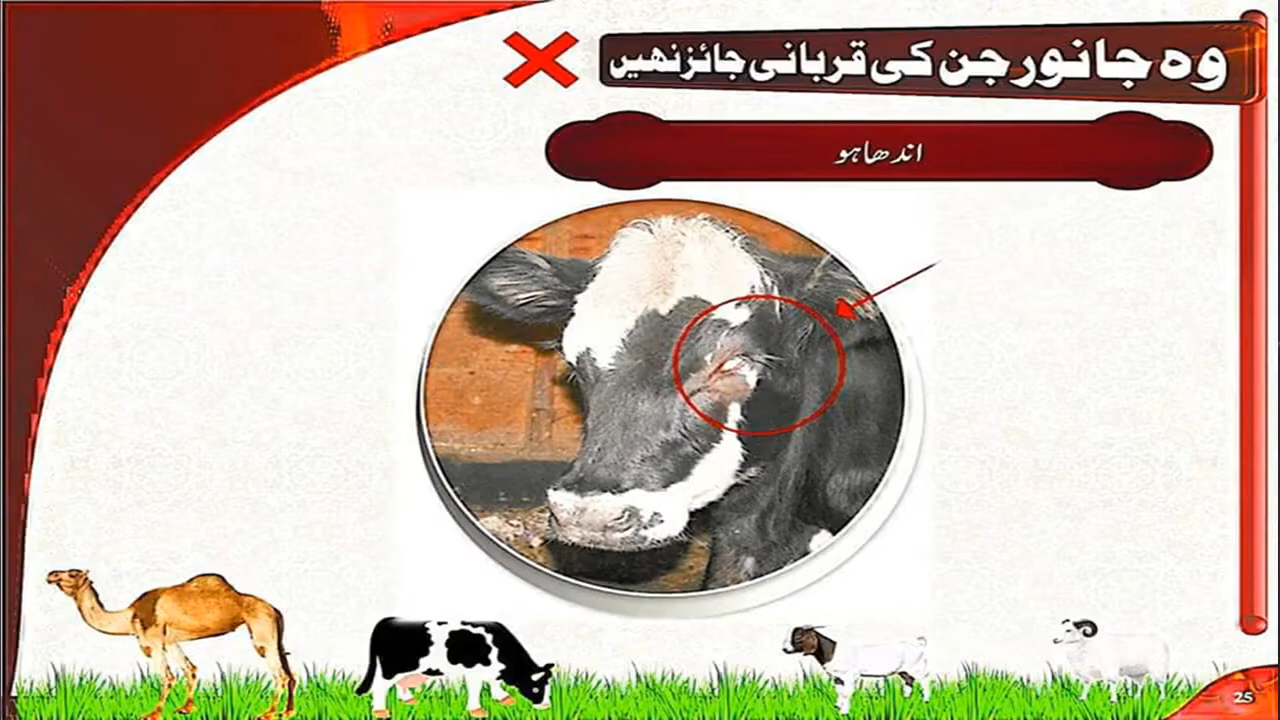 وہ جانور جن کی قربانی جائز نہیں
اندھا ہو
25